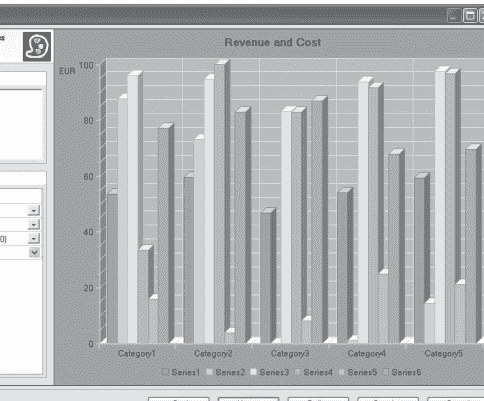 Revenue and Cost
EUR
100
80
60
40
20
0
0)
Category1 Category2 Category3 Category4 Category5
Series1 Series2 Series3 Series4 Series5 Series6